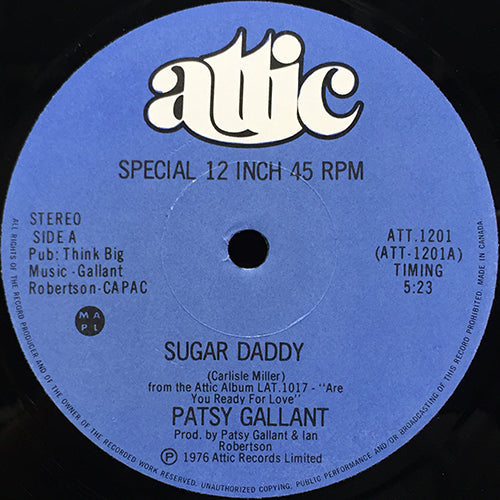 attic
SPECIAL 12 INCH 45 RPM
STEREO
SIDE A
Pub: Think Big
Music - Gallant
Robertson-CAPAC
ATT.1201
(ATT-1201A)
TIMING
5:23
M A
P L
SUGAR DADDY
(Carlisle Miller)
from the Attic Album LAT.1017 - "Are
You Ready For Love"
PATSY GALLANT
Prod. by Patsy Gallant & Ian
Robertson
Ⓟ 1976 Attic Records Limited
ALL RIGHTS OF THE RECORD PRODUCER AND OF THE OWNER OF THE RECORDED WORK RESERVED. UNAUTHORIZED COPYING, PUBLIC PERFORMANCE AND/OR BROADCASTING OF THIS RECORD PROHIBITED. MADE IN CANADA.